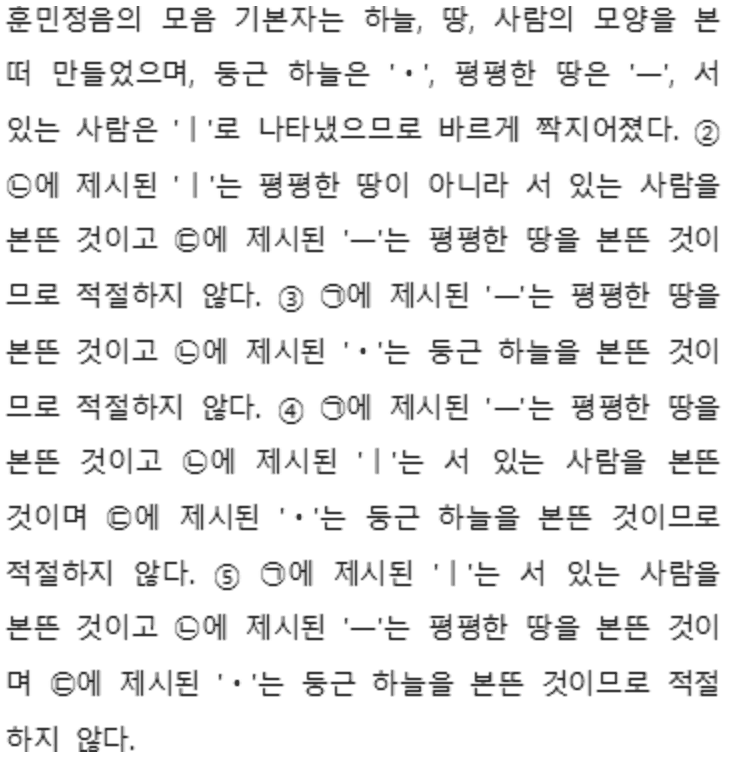 훈민정음의 모음 기본자는 하늘, 땅, 사람의 모양을 본
떠 만들었으며, 둥근 하늘은 'ㆍ', 평평한 땅은 'ㅡ', 서
있는 사람은 'ㅣ'로 나타냈으므로 바르게 짝지어졌다. ②
㉡에 제시된 'ㅣ'는 평평한 땅이 아니라 서 있는 사람을
본뜬 것이고 ㉢에 제시된 'ㅡ'는 평평한 땅을 본뜬 것이
므로 적절하지 않다. ③ ㉠에 제시된 'ㅡ'는 평평한 땅을
본뜬 것이고 ㉡에 제시된 'ㆍ'는 둥근 하늘을 본뜬 것이
므로 적절하지 않다. ④ ㉠에 제시된 'ㅡ'는 평평한 땅을
본뜬 것이고 ㉡에 제시된 'ㅣ'는 서 있는 사람을 본뜬
것이며 ㉢에 제시된 'ㆍ'는 둥근 하늘을 본뜬 것이므로
적절하지 않다. ⑤ ㉠에 제시된 'ㅣ'는 서 있는 사람을
본뜬 것이고 ㉡에 제시된 'ㅡ'는 평평한 땅을 본뜬 것이
며 ㉢에 제시된 'ㆍ'는 둥근 하늘을 본뜬 것이므로 적절
하지 않다.